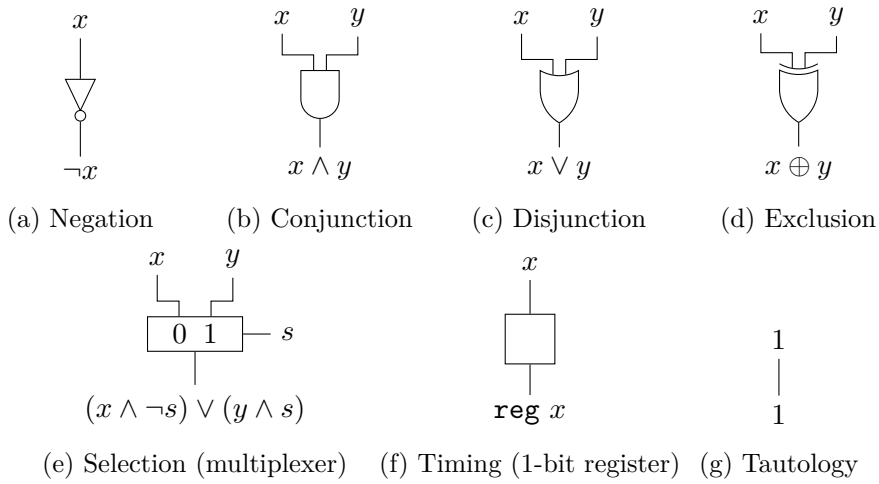 x x y x y x y
¬x x ∧ y x ∨ y x ⊕ y
(a) Negation (b) Conjunction (c) Disjunction (d) Exclusion
x y x
0 1 s 1
(x ∧ ¬s) ∨ (y ∧ s) reg x 1
(e) Selection (multiplexer) (f) Timing (1-bit register) (g) Tautology